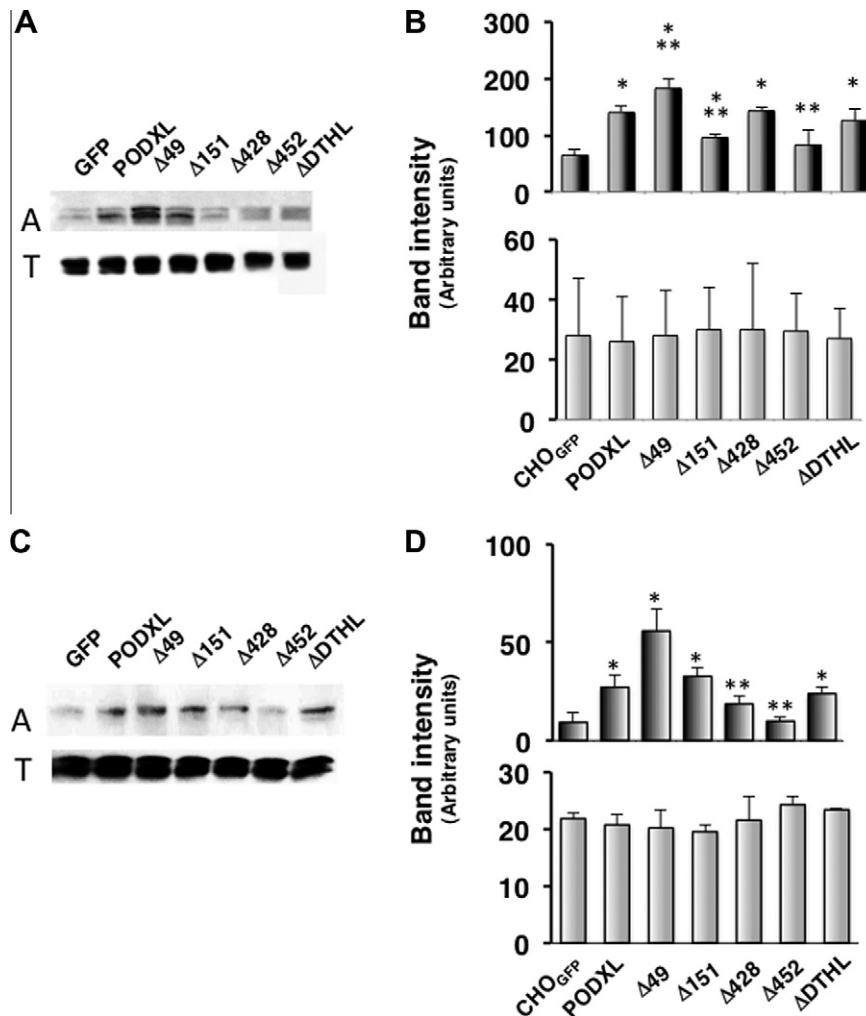 A
GFP PODXL Δ49 Δ151 Δ428 Δ452 ΔDTHL
A
T
B
Band intensity
(Arbitrary units)
300
200
100
0
* * ** * * ** * ** *
60
40
20
0
CHOGFP PODXL Δ49 Δ151 Δ428 Δ452 ΔDTHL
C
GFP PODXL Δ49 Δ151 Δ428 Δ452 ΔDTHL
A
T
D
Band intensity
(Arbitrary units)
100
50
0
* * * ** ** *
30
20
10
0
CHOGFP PODXL Δ49 Δ151 Δ428 Δ452 ΔDTHL